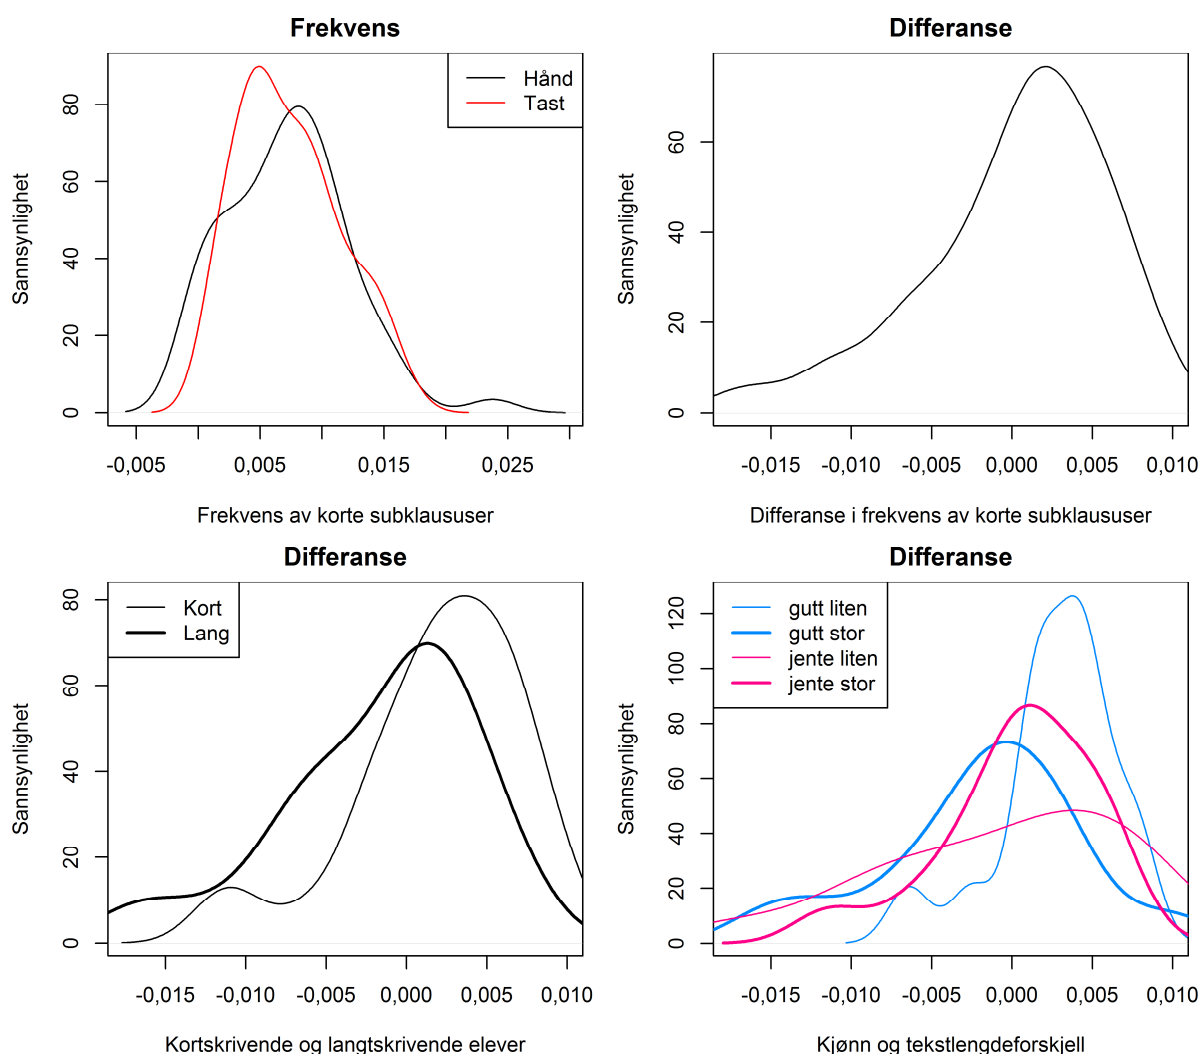 Frekvens
Hånd
Tast
Sannsynlighet
0
20
40
60
80
-0,005
0,005
0,015
0,025
Frekvens av korte subklaususer
Differanse
Sannsynlighet
0
20
40
60
-0,015
-0,010
-0,005
0,000
0,005
0,010
Differanse i frekvens av korte subklaususer
Differanse
Kort
Lang
Sannsynlighet
0
20
40
60
80
-0,015
-0,010
-0,005
0,000
0,005
0,010
Kortskrivende og langtskrivende elever
Differanse
gutt liten
gutt stor
jente liten
jente stor
Sannsynlighet
0
20
40
60
80
100
120
-0,015
-0,010
-0,005
0,000
0,005
0,010
Kjønn og tekstlengdeforskjell